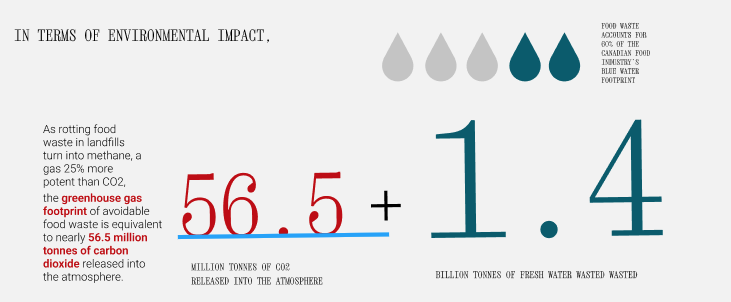 IN TERMS OF ENVIRONMENTAL IMPACT,
FOOD WASTE
ACCOUNTS FOR
60% OF THE
CANADIAN FOOD
INDUSTRY'S
BLUE WATER
FOOTPRINT
As rotting food
waste in landfills
turn into methane, a
gas 25% more
potent than CO2,
the greenhouse gas
footprint of avoidable
food waste is equivalent
to nearly 56.5 million
tonnes of carbon
dioxide released into
the atmosphere.
56.5 + 1.4
MILLION TONNES OF CO2
RELEASED INTO THE ATMOSPHERE
BILLION TONNES OF FRESH WATER WASTED WASTED